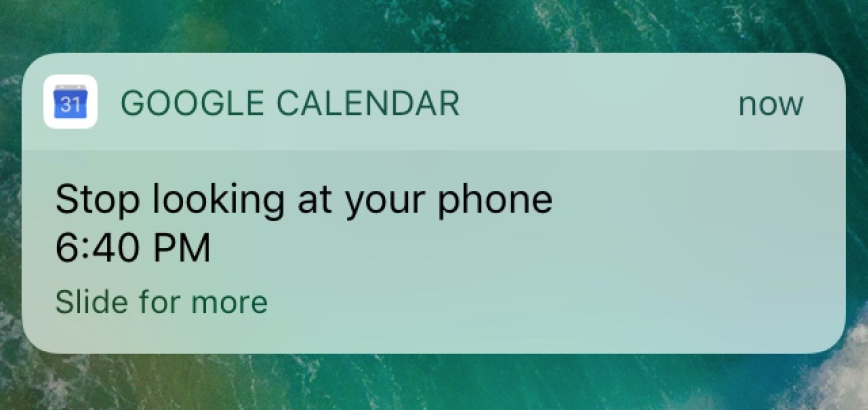 31
GOOGLE CALENDAR now
Stop looking at your phone
6:40 PM
Slide for more